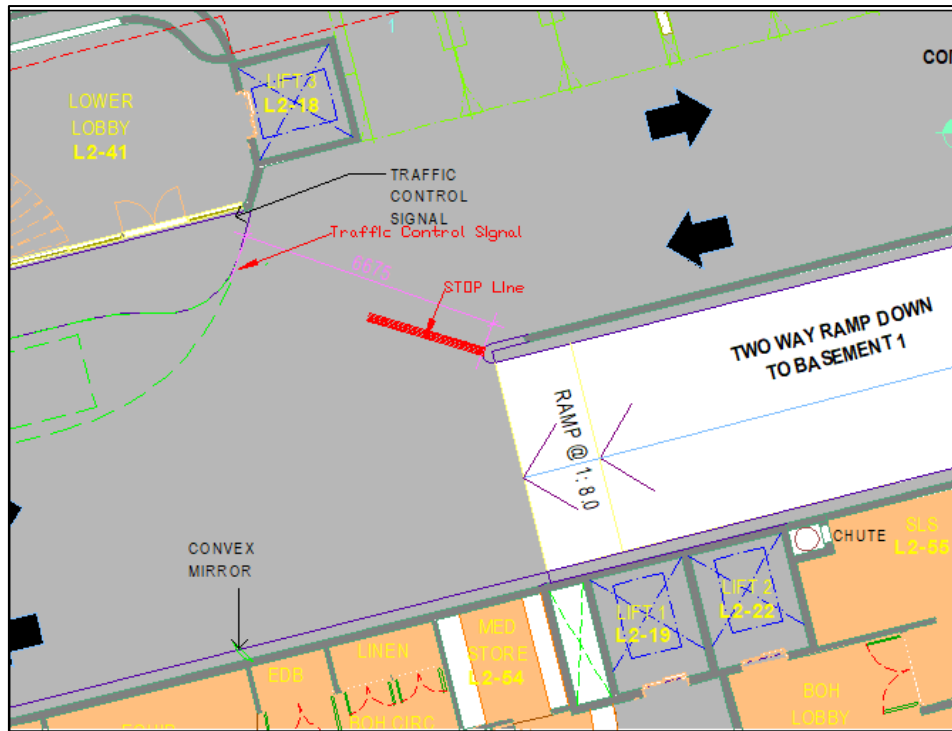 LIFT 3
L2-18
LOWER
LOBBY
L2-41
TRAFFIC
CONTROL
SIGNAL
Traffic Control Signal
STOP Line
TWO WAY RAMP DOWN
TO BASEMENT 1
RAMP @ 1: 8.0
CONVEX
MIRROR
CHUTE
SLS
L2-55
LIFT 1
L2-19
LIFT 2
L2-22
MED
STORE
L2-54
LINEN
EDB
BOH CIRC
BOH
LOBBY